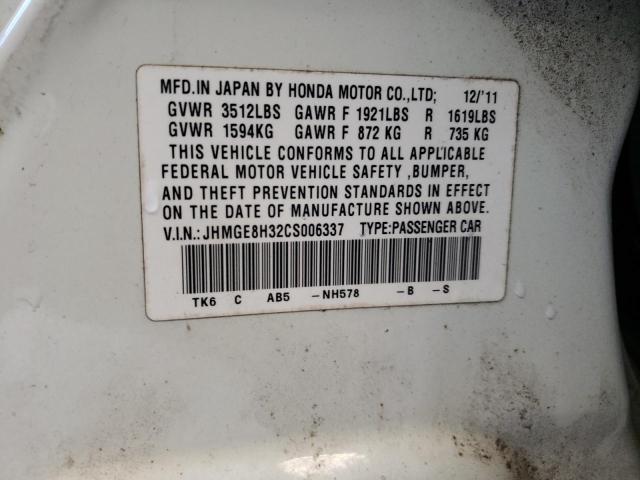 MFD.IN JAPAN BY HONDA MOTOR CO.,LTD; 12/'11
GVWR 3512LBS GAWR F 1921LBS R 1619LBS
GVWR 1594KG GAWR F 872 KG R 735 KG
THIS VEHICLE CONFORMS TO ALL APPLICABLE
FEDERAL MOTOR VEHICLE SAFETY ,BUMPER,
AND THEFT PREVENTION STANDARDS IN EFFECT
ON THE DATE OF MANUFACTURE SHOWN ABOVE.
V.I.N.: JHMGE8H32CS006337 TYPE:PASSENGER CAR
TK6 C AB5 -NH578 -B -S